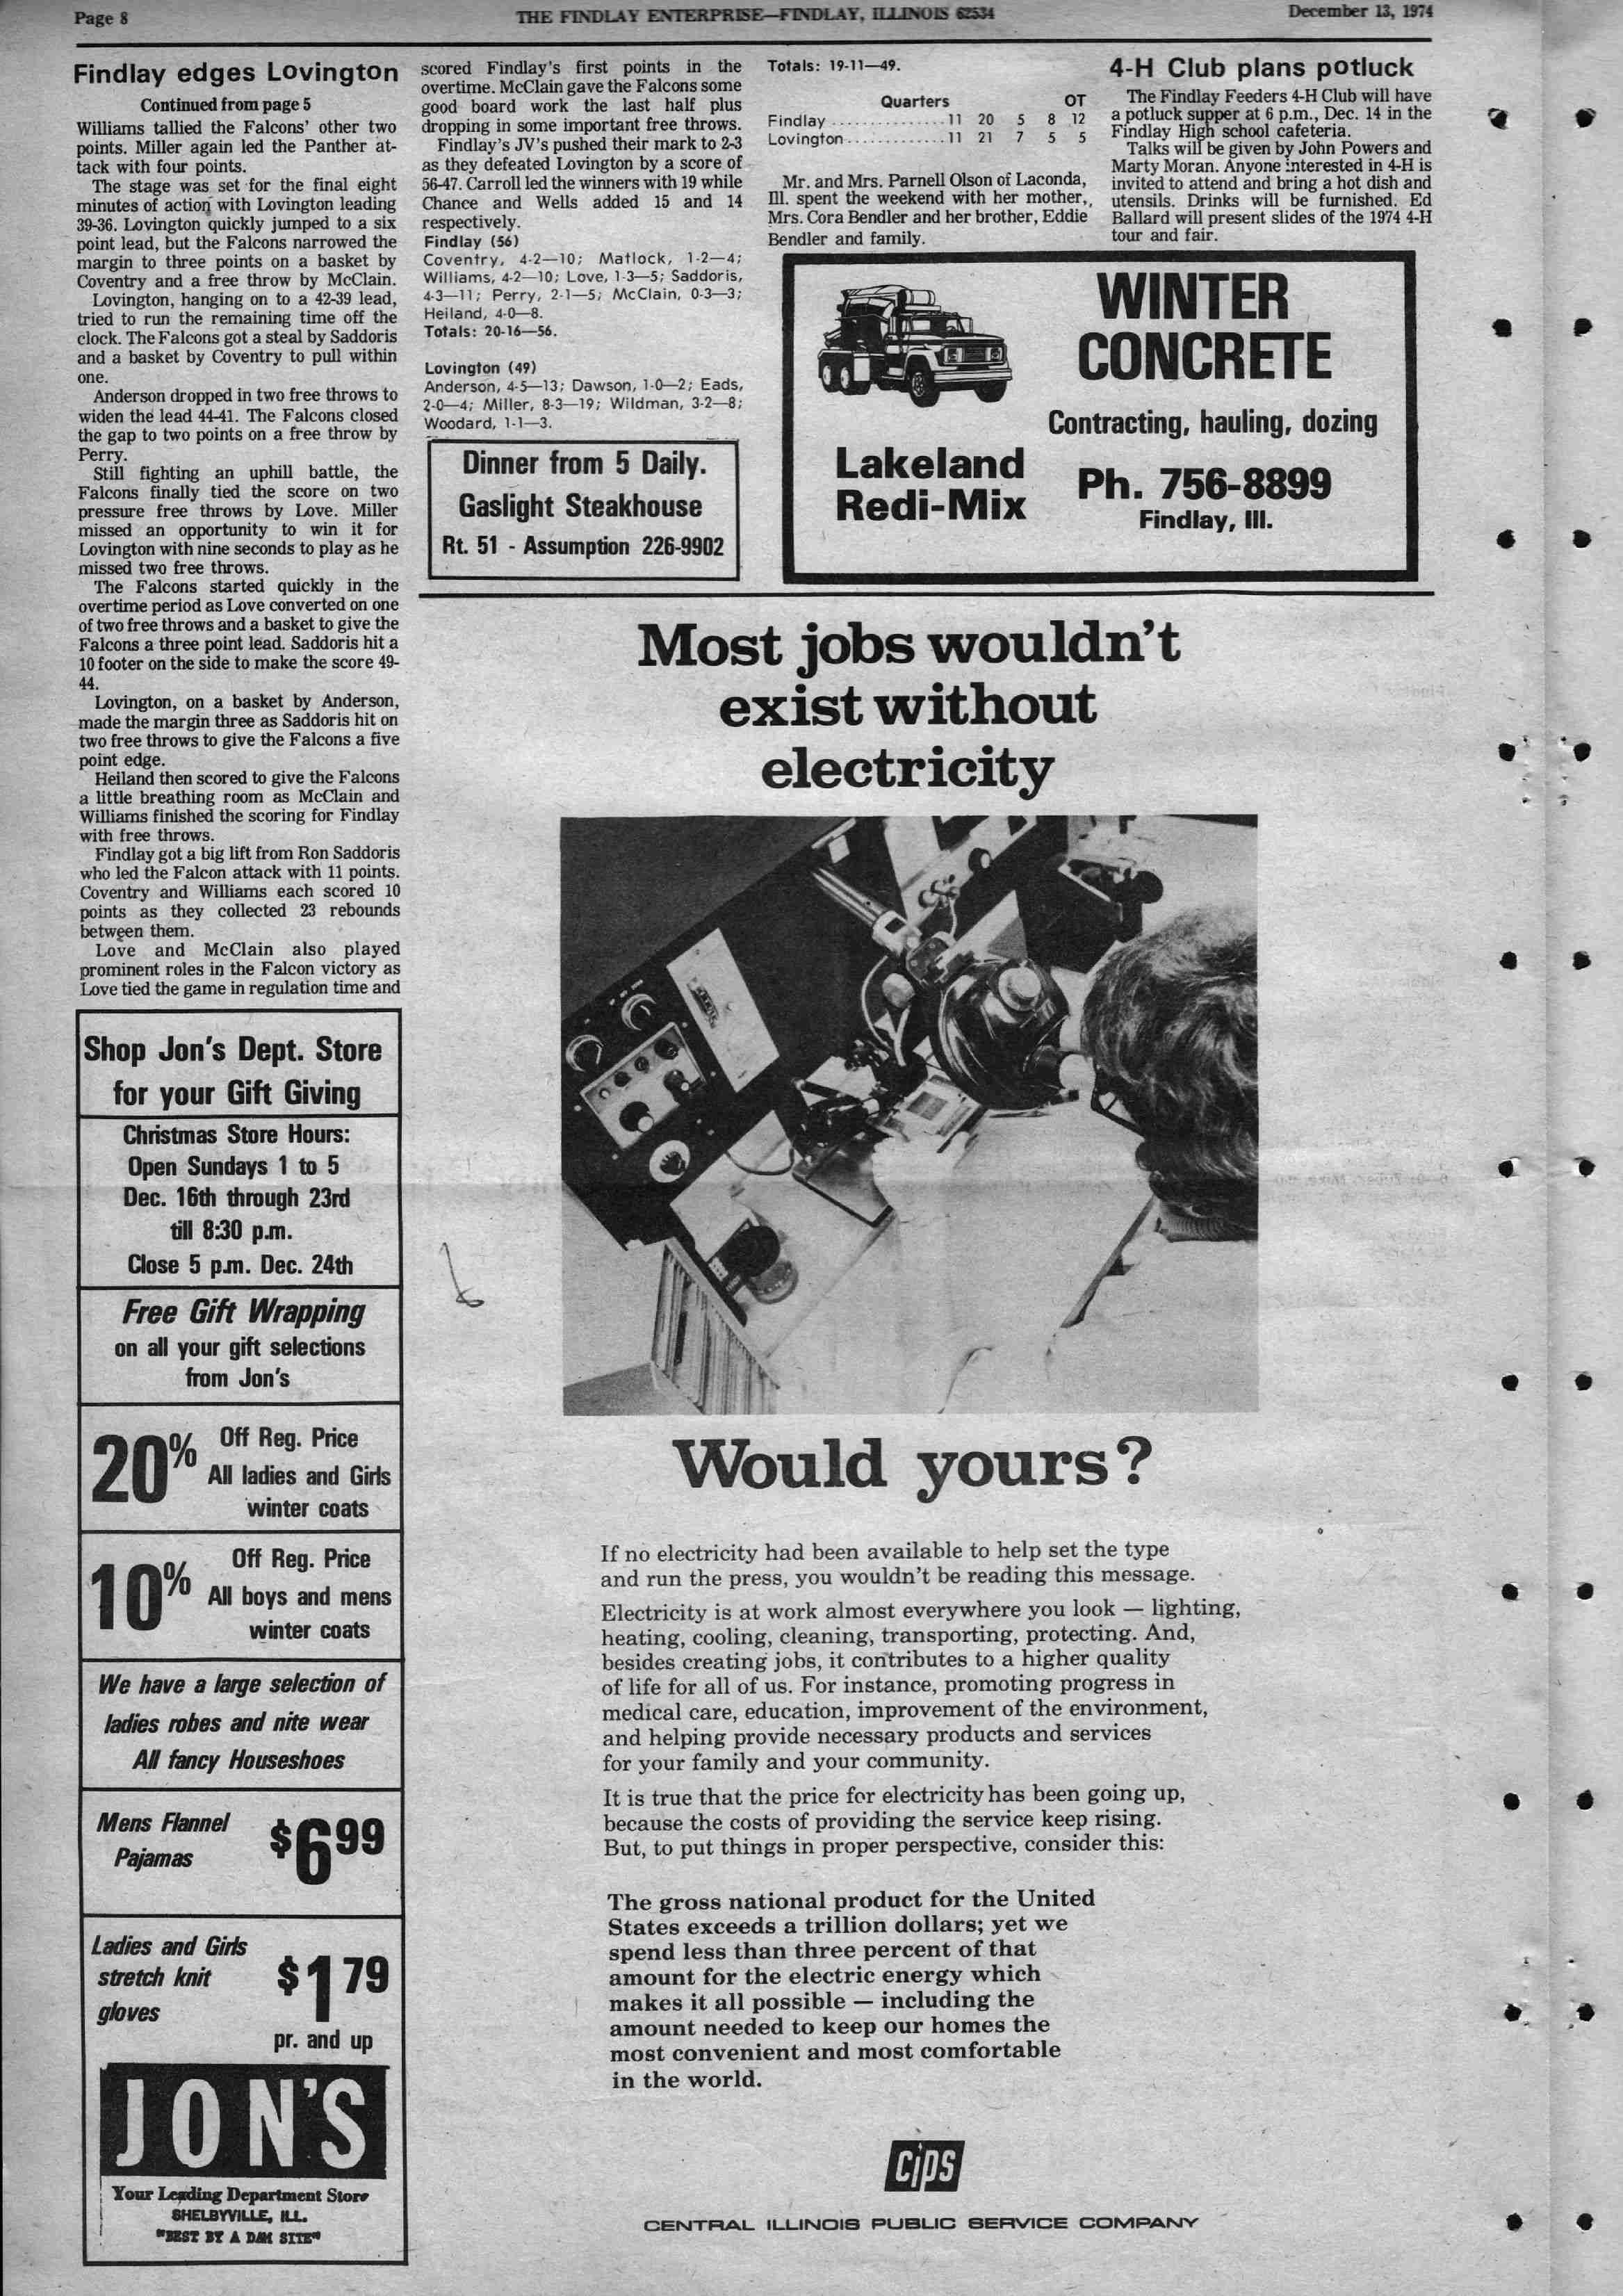 Page 8
THE FINDLAY ENTERPRISE—FINDLAY, ILLINOIS 62534
December 13, 1974
Findlay edges Lovington
Continued from page 5
Williams tallied the Falcons' other two
points. Miller again led the Panther at-
tack with four points.
The stage was set for the final eight
minutes of action with Lovington leading
39-36. Lovington quickly jumped to a six
point lead, but the Falcons narrowed the
margin to three points on a basket by
Coventry and a free throw by McClain.
Lovington, hanging on to a 42-39 lead,
tried to run the remaining time off the
clock. The Falcons got a steal by Saddoris
and a basket by Coventry to pull within
one.
Anderson dropped in two free throws to
widen the lead 44-41. The Falcons closed
the gap to two points on a free throw by
Perry.
Still fighting an uphill battle, the
Falcons finally tied the score on two
pressure free throws by Love. Miller
missed an opportunity to win it for
Lovington with nine seconds to play as he
missed two free throws.
The Falcons started quickly in the
overtime period as Love converted on one
of two free throws and a basket to give the
Falcons a three point lead. Saddoris hit a
10 footer on the side to make the score 49-
44.
Lovington, on a basket by Anderson,
made the margin three as Saddoris hit on
two free throws to give the Falcons a five
point edge.
Heiland then scored to give the Falcons
a little breathing room as McClain and
Williams finished the scoring for Findlay
with free throws.
Findlay got a big lift from Ron Saddoris
who led the Falcon attack with 11 points.
Coventry and Williams each scored 10
points as they collected 23 rebounds
between them.
Love and McClain also played
prominent roles in the Falcon victory as
Love tied the game in regulation time and
scored Findlay's first points in the
overtime. McClain gave the Falcons some
good board work the last half plus
dropping in some important free throws.
Findlay's JV's pushed their mark to 2-3
as they defeated Lovington by a score of
56-47. Carroll led the winners with 19 while
Chance and Wells added 15 and 14
respectively.
Findlay (56)
Coventry, 4-2—10; Matlock, 1-2—4;
Williams, 4-2—10; Love, 1-3—5; Saddoris,
4-3—11; Perry, 2-1—5; McClain, 0-3—3;
Heiland, 4-0—8.
Totals: 20-16—56.
Lovington (49)
Anderson, 4-5—13; Dawson, 1-0—2; Eads,
2-0—4; Miller, 8-3—19; Wildman, 3-2—8;
Woodard, 1-1—3.
Totals: 19-11—49.
Quarters OT
Findlay ................ 11 20 5 8 12
Lovington .............. 11 21 7 5 5
Mr. and Mrs. Parnell Olson of Laconda,
Ill. spent the weekend with her mother,,
Mrs. Cora Bendler and her brother, Eddie
Bendler and family.
4-H Club plans potluck
The Findlay Feeders 4-H Club will have
a potluck supper at 6 p.m., Dec. 14 in the
Findlay High school cafeteria.
Talks will be given by John Powers and
Marty Moran. Anyone interested in 4-H is
invited to attend and bring a hot dish and
utensils. Drinks will be furnished. Ed
Ballard will present slides of the 1974 4-H
tour and fair.
Dinner from 5 Daily.
Gaslight Steakhouse
Rt. 51 - Assumption 226-9902
WINTER
CONCRETE
Contracting, hauling, dozing
Lakeland
Redi-Mix
Ph. 756-8899
Findlay, Ill.
Shop Jon's Dept. Store
for your Gift Giving
Christmas Store Hours:
Open Sundays 1 to 5
Dec. 16th through 23rd
till 8:30 p.m.
Close 5 p.m. Dec. 24th
Free Gift Wrapping
on all your gift selections
from Jon's
20% Off Reg. Price
All ladies and Girls
winter coats
10% Off Reg. Price
All boys and mens
winter coats
We have a large selection of
ladies robes and nite wear
All fancy Houseshoes
Mens Flannel
Pajamas
$6 99
Ladies and Girls
stretch knit
gloves
$1 79
pr. and up
JON'S
Your Leading Department Store
SHELBYVILLE, ILL.
"BEST BY A DAM SITE"
Most jobs wouldn't
exist without
electricity
Would yours?
If no electricity had been available to help set the type
and run the press, you wouldn't be reading this message.
Electricity is at work almost everywhere you look — lighting,
heating, cooling, cleaning, transporting, protecting. And,
besides creating jobs, it contributes to a higher quality
of life for all of us. For instance, promoting progress in
medical care, education, improvement of the environment,
and helping provide necessary products and services
for your family and your community.
It is true that the price for electricity has been going up,
because the costs of providing the service keep rising.
But, to put things in proper perspective, consider this:
The gross national product for the United
States exceeds a trillion dollars; yet we
spend less than three percent of that
amount for the electric energy which
makes it all possible — including the
amount needed to keep our homes the
most convenient and most comfortable
in the world.
CIPS
CENTRAL ILLINOIS PUBLIC SERVICE COMPANY